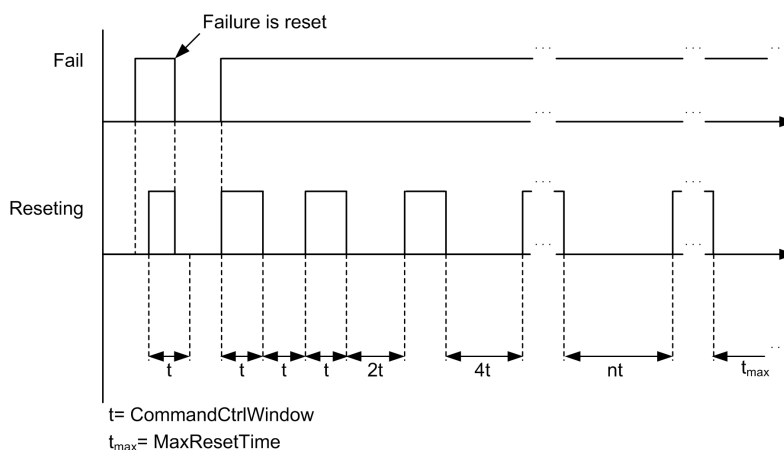 Failure is reset
Fail
...
...
...
...
...
...
Reseting
...
...
...
...
...
...
t
t
t
t
2t
4t
nt
tmax
t= CommandCtrlWindow
tmax= MaxResetTime